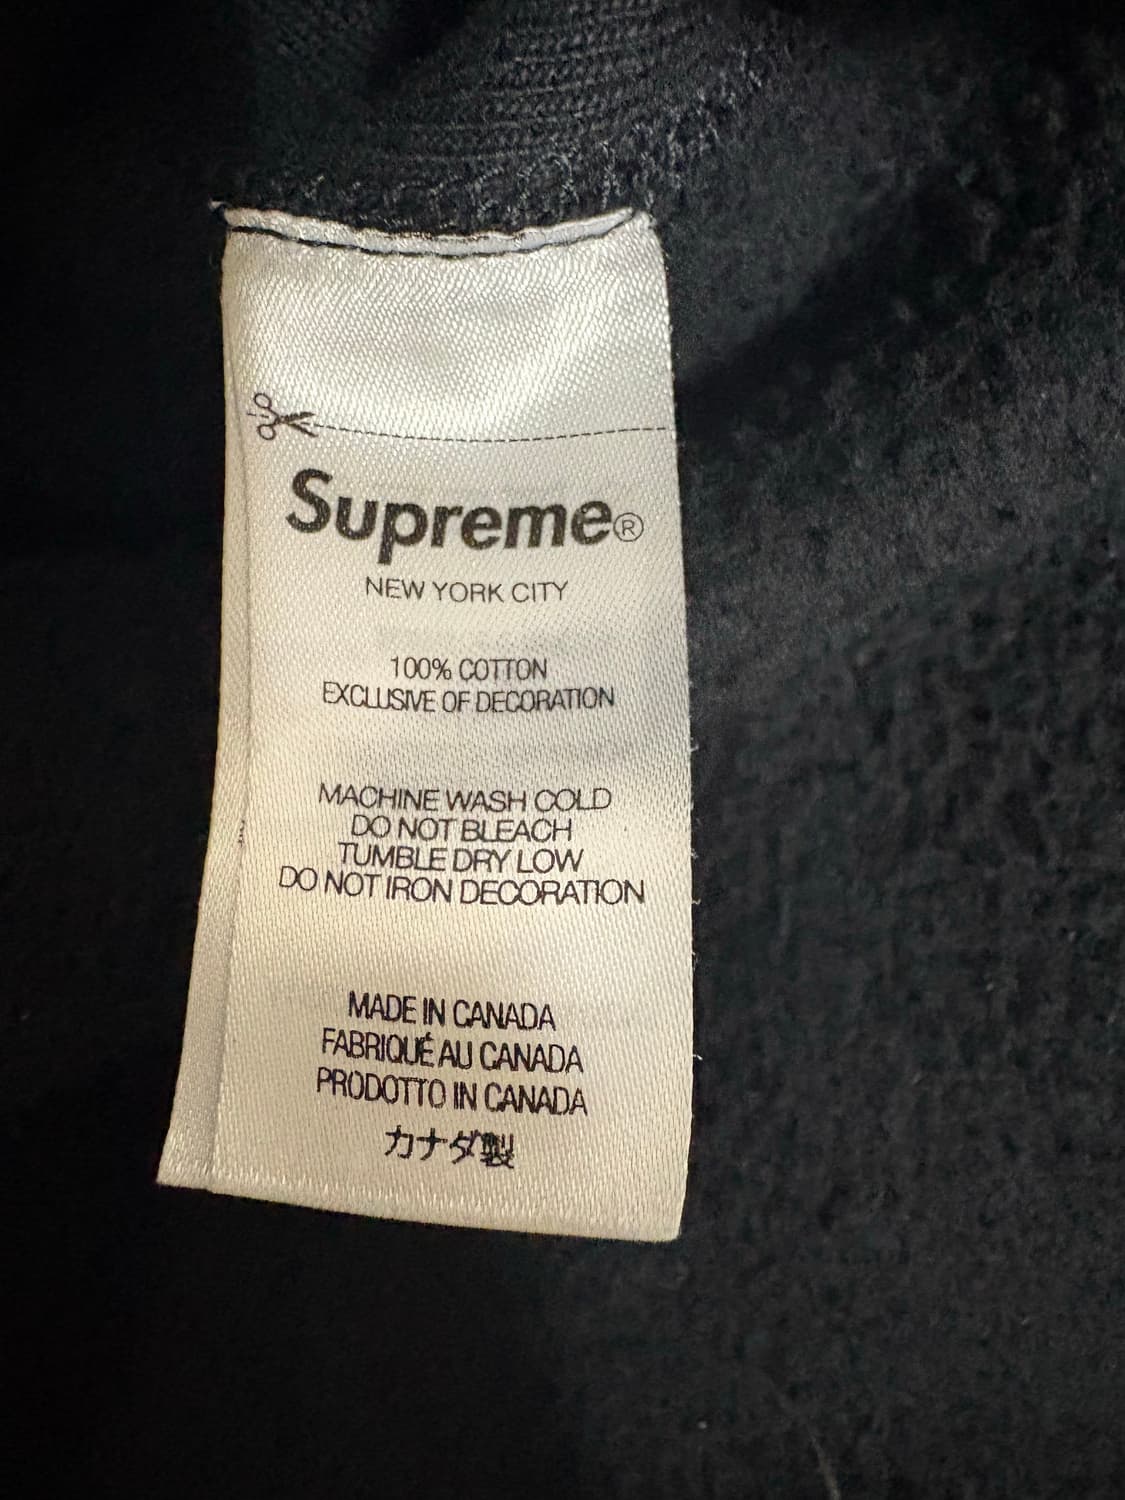 Supreme®
NEW YORK CITY
100% COTTON
EXCLUSIVE OF DECORATION
MACHINE WASH COLD
DO NOT BLEACH
TUMBLE DRY LOW
DO NOT IRON DECORATION
MADE IN CANADA
FABRIQUÉ AU CANADA
PRODOTTO IN CANADA
カナダ製